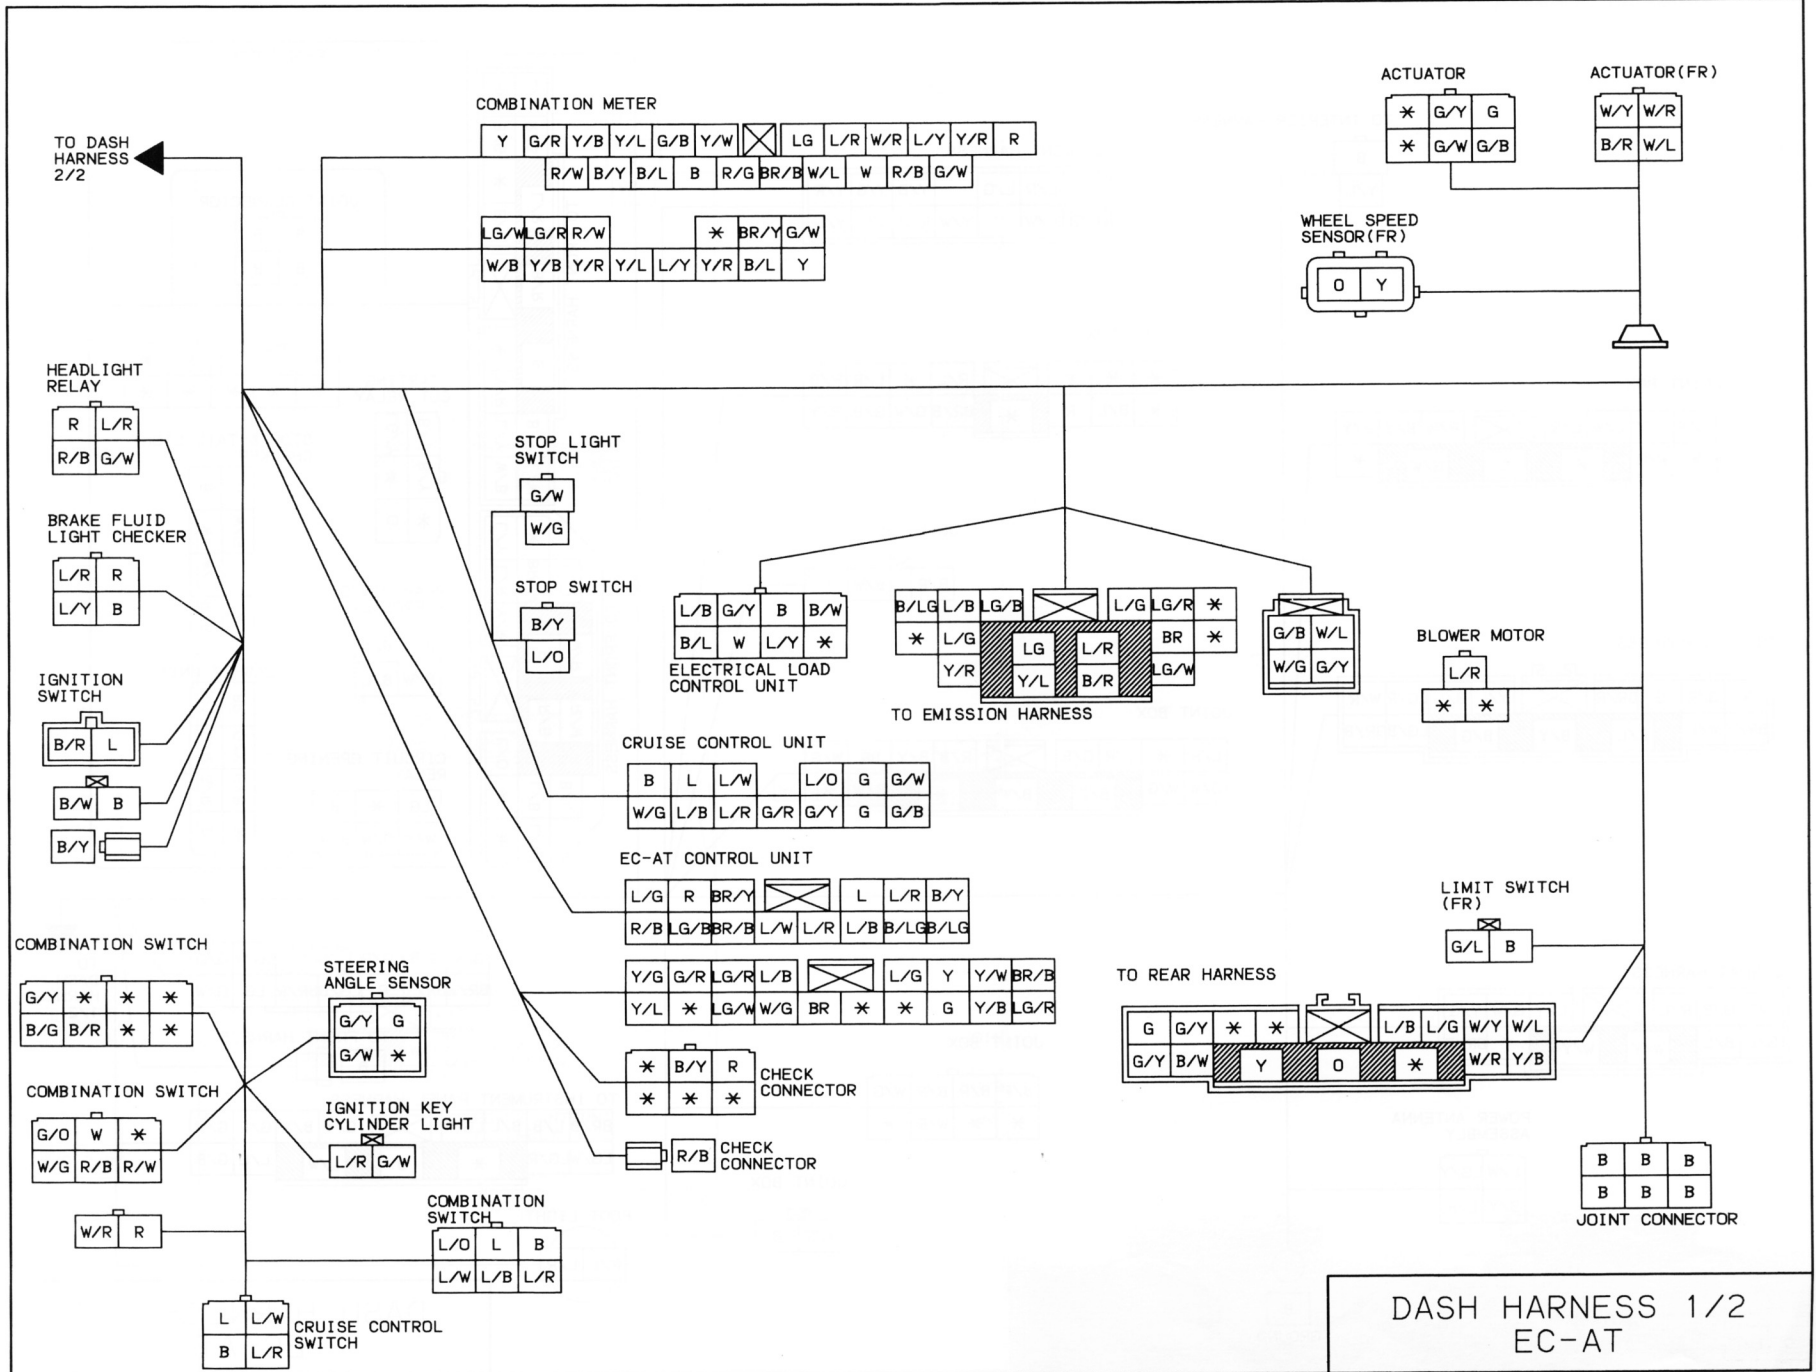 COMBINATION METER
Y G/R Y/B Y/L G/B Y/W LG L/R W/R L/Y Y/R R
R/W B/Y B/L B R/G BR/B W/L W R/B G/W
LG/W LG/R R/W * BR/Y G/W
W/B Y/B Y/R Y/L L/Y Y/R B/L Y
TO DASH
HARNESS
2/2
ACTUATOR
* G/Y G
* G/W G/B
ACTUATOR(FR)
W/Y W/R
B/R W/L
WHEEL SPEED
SENSOR(FR)
O Y
HEADLIGHT
RELAY
R L/R
R/B G/W
BRAKE FLUID
LIGHT CHECKER
L/R R
L/Y B
IGNITION
SWITCH
B/R L
B/W B
B/Y
STOP LIGHT
SWITCH
G/W
W/G
STOP SWITCH
B/Y
L/O
L/B G/Y B B/W
B/L W L/Y *
ELECTRICAL LOAD
CONTROL UNIT
B/LG L/B LG/B L/G LG/R *
* L/G LG L/R BR *
Y/R Y/L B/R LG/W
TO EMISSION HARNESS
G/B W/L
W/G G/Y
BLOWER MOTOR
L/R
* *
CRUISE CONTROL UNIT
B L L/W L/O G G/W
W/G L/B L/R G/R G/Y G G/B
EC-AT CONTROL UNIT
L/G R BR/Y L L/R B/Y
R/B LG/B BR/B L/W L/R L/B B/LG B/LG
Y/G G/R LG/R L/B L/G Y Y/W BR/B
Y/L * LG/W W/G BR * * G Y/B LG/R
* B/Y R
* * *
CHECK
CONNECTOR
R/B
CHECK
CONNECTOR
LIMIT SWITCH
(FR)
G/L B
TO REAR HARNESS
G G/Y * * L/B L/G W/Y W/L
G/Y B/W Y O * W/R Y/B
B B B
B B B
JOINT CONNECTOR
COMBINATION SWITCH
G/Y * * *
B/G B/R * *
STEERING
ANGLE SENSOR
G/Y G
G/W *
COMBINATION SWITCH
G/O W *
W/G R/B R/W
IGNITION KEY
CYLINDER LIGHT
L/R G/W
W/R R
COMBINATION
SWITCH
L/O L B
L/W L/B L/R
L L/W
B L/R
CRUISE CONTROL
SWITCH
DASH HARNESS 1/2
EC-AT